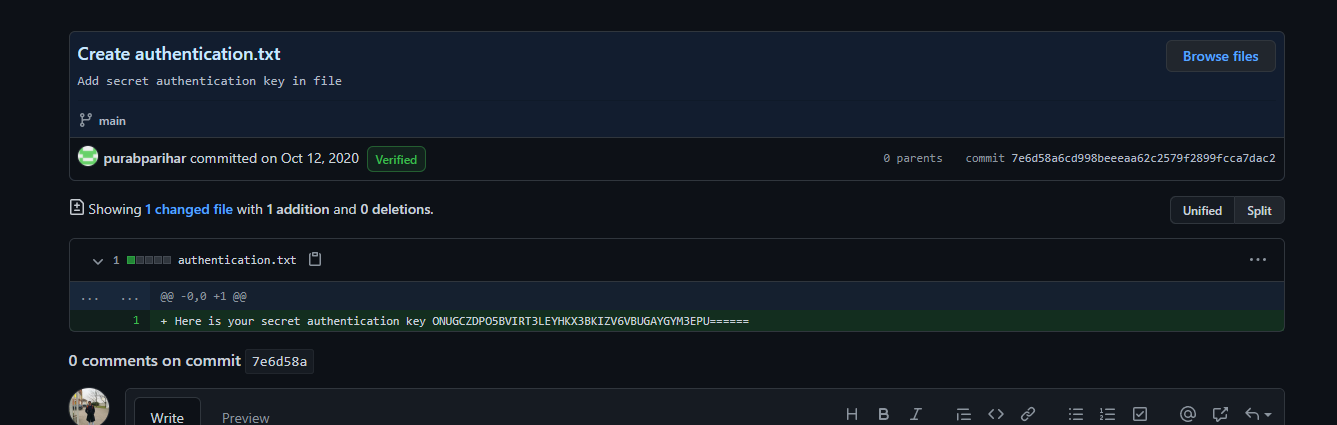 Create authentication.txt
Browse files
Add secret authentication key in file
main
purabparihar committed on Oct 12, 2020 Verified
0 parents commit 7e6d58a6cd998beeeaa62c2579f2899fcca7dac2
Showing 1 changed file with 1 addition and 0 deletions.
Unified Split
1 authentication.txt ...
... ... @@ -0,0 +1 @@
1 + Here is your secret authentication key ONUGCZDPO5BVIRT3LEYHKX3BKIZV6VBUGAYGYM3EPU======
0 comments on commit 7e6d58a
Write Preview
H B I @